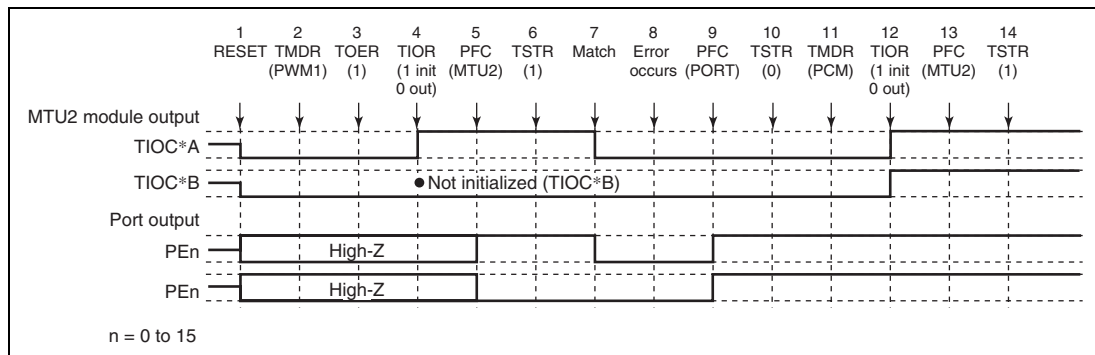 1 2 3 4 5 6 7 8 9 10 11 12 13 14
RESET TMDR TOER TIOR PFC TSTR Match Error PFC TSTR TMDR TIOR PFC TSTR
(PWM1) (1) (1 init (MTU2) (1) occurs (PORT) (0) (PCM) (1 init (MTU2) (1)
0 out) 0 out)
MTU2 module output
TIOC*A
TIOC*B
● Not initialized (TIOC*B)
Port output
PEn
High-Z
PEn
High-Z
n = 0 to 15